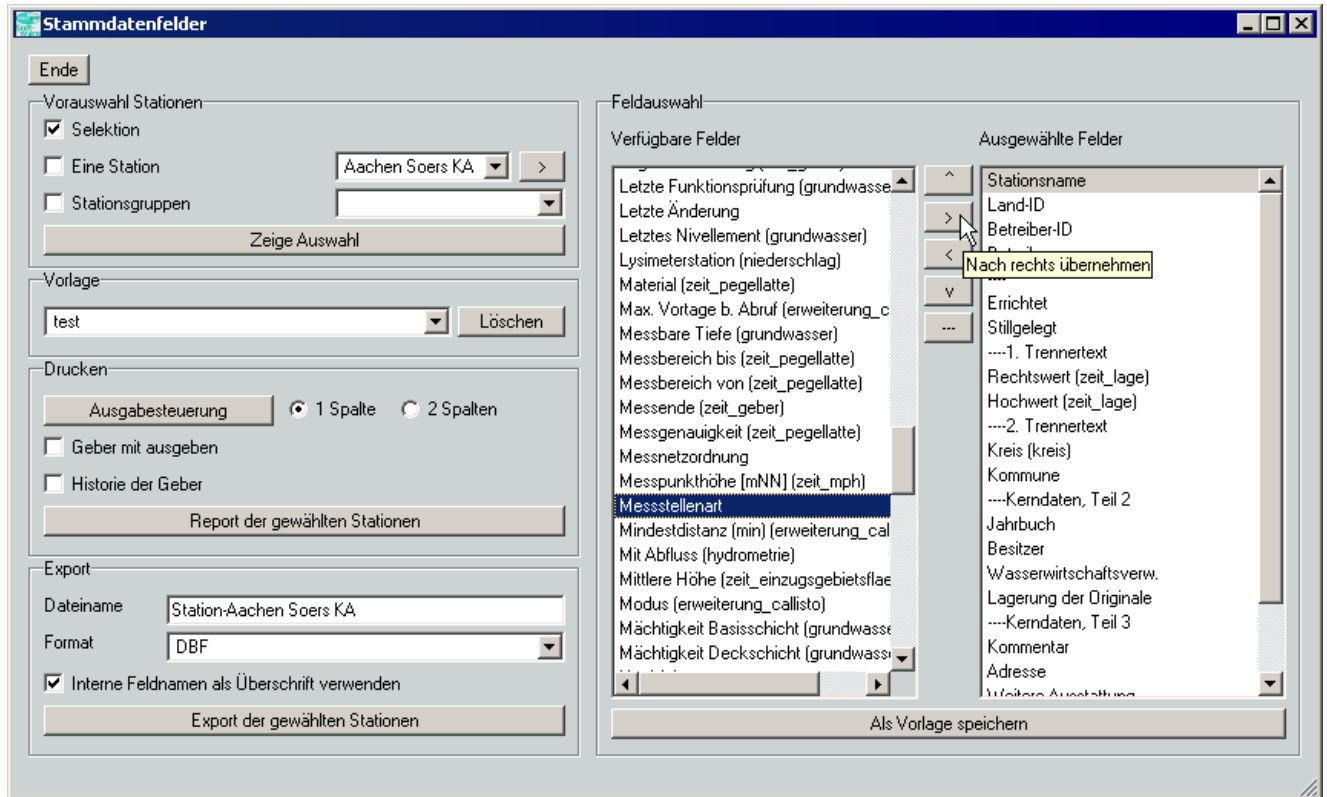 Stammdatenfelder
Ende
Vorauswahl Stationen
Selektion
Eine Station
Aachen Soers KA
>
Stationsgruppen
Zeige Auswahl
Vorlage
test
Löschen
Drucken
Ausgabesteuerung
1 Spalte
2 Spalten
Geber mit ausgeben
Historie der Geber
Report der gewählten Stationen
Export
Dateiname
Station-Aachen Soers KA
Format
DBF
Interne Feldnamen als Überschrift verwenden
Export der gewählten Stationen
Feldauswahl
Verfügbare Felder
Letzte Funktionsprüfung (grundwasse
Letzte Änderung
Letztes Nivellement (grundwasser)
Lysimeterstation (niederschlag)
Material (zeit_pegellatte)
Max. Vortage b. Abruf (erweiterung_c
Messbare Tiefe (grundwasser)
Messbereich bis (zeit_pegellatte)
Messbereich von (zeit_pegellatte)
Messende (zeit_geber)
Messgenauigkeit (zeit_pegellatte)
Messnetzordnung
Messpunkthöhe [mNN] (zeit_mph)
Messstellenart
Mindestdistanz (min) (erweiterung_cal
Mit Abfluss (hydrometrie)
Mittlere Höhe (zeit_einzugsgebietsflae
Modus (erweiterung_callisto)
Mächtigkeit Basisschicht (grundwasse
Mächtigkeit Deckschicht (grundwasse
^
>
<
v
---
Nach rechts übernehmen
Ausgewählte Felder
Stationsname
Land-ID
Betreiber-ID
----
Errichtet
Stillgelegt
----1. Trennertext
Rechtswert (zeit_lage)
Hochwert (zeit_lage)
----2. Trennertext
Kreis (kreis)
Kommune
----Kerndaten, Teil 2
Jahrbuch
Besitzer
Wasserwirtschaftsverw.
Lagerung der Originale
----Kerndaten, Teil 3
Kommentar
Adresse
Weitere Ausstattung
Als Vorlage speichern